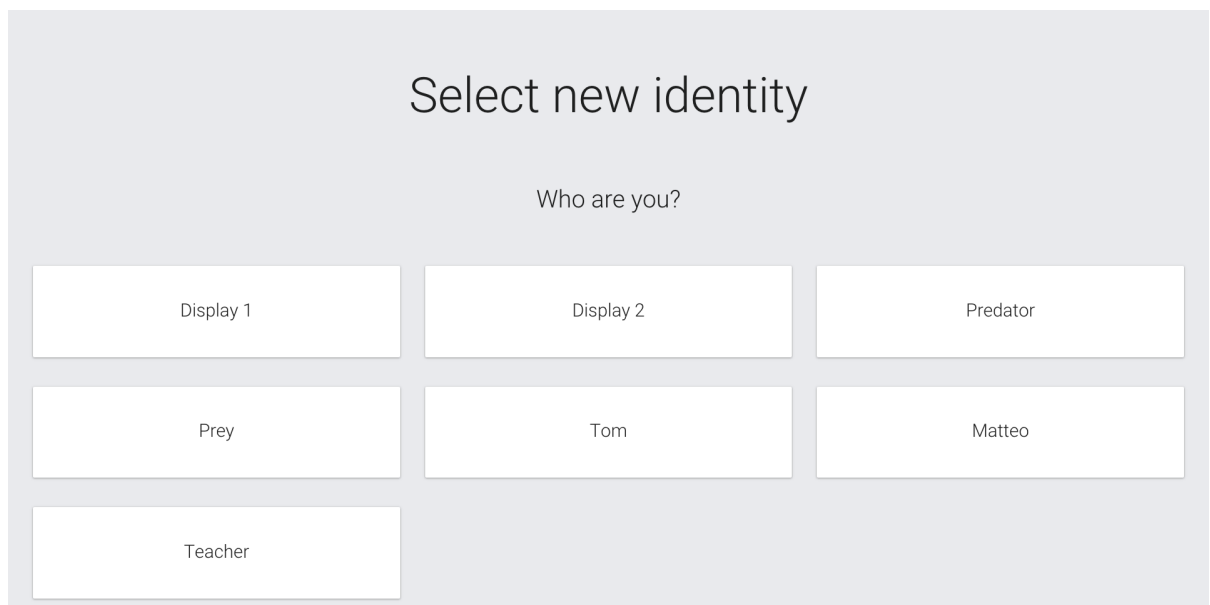 Select new identity
Who are you?
Display 1
Display 2
Predator
Prey
Tom
Matteo
Teacher